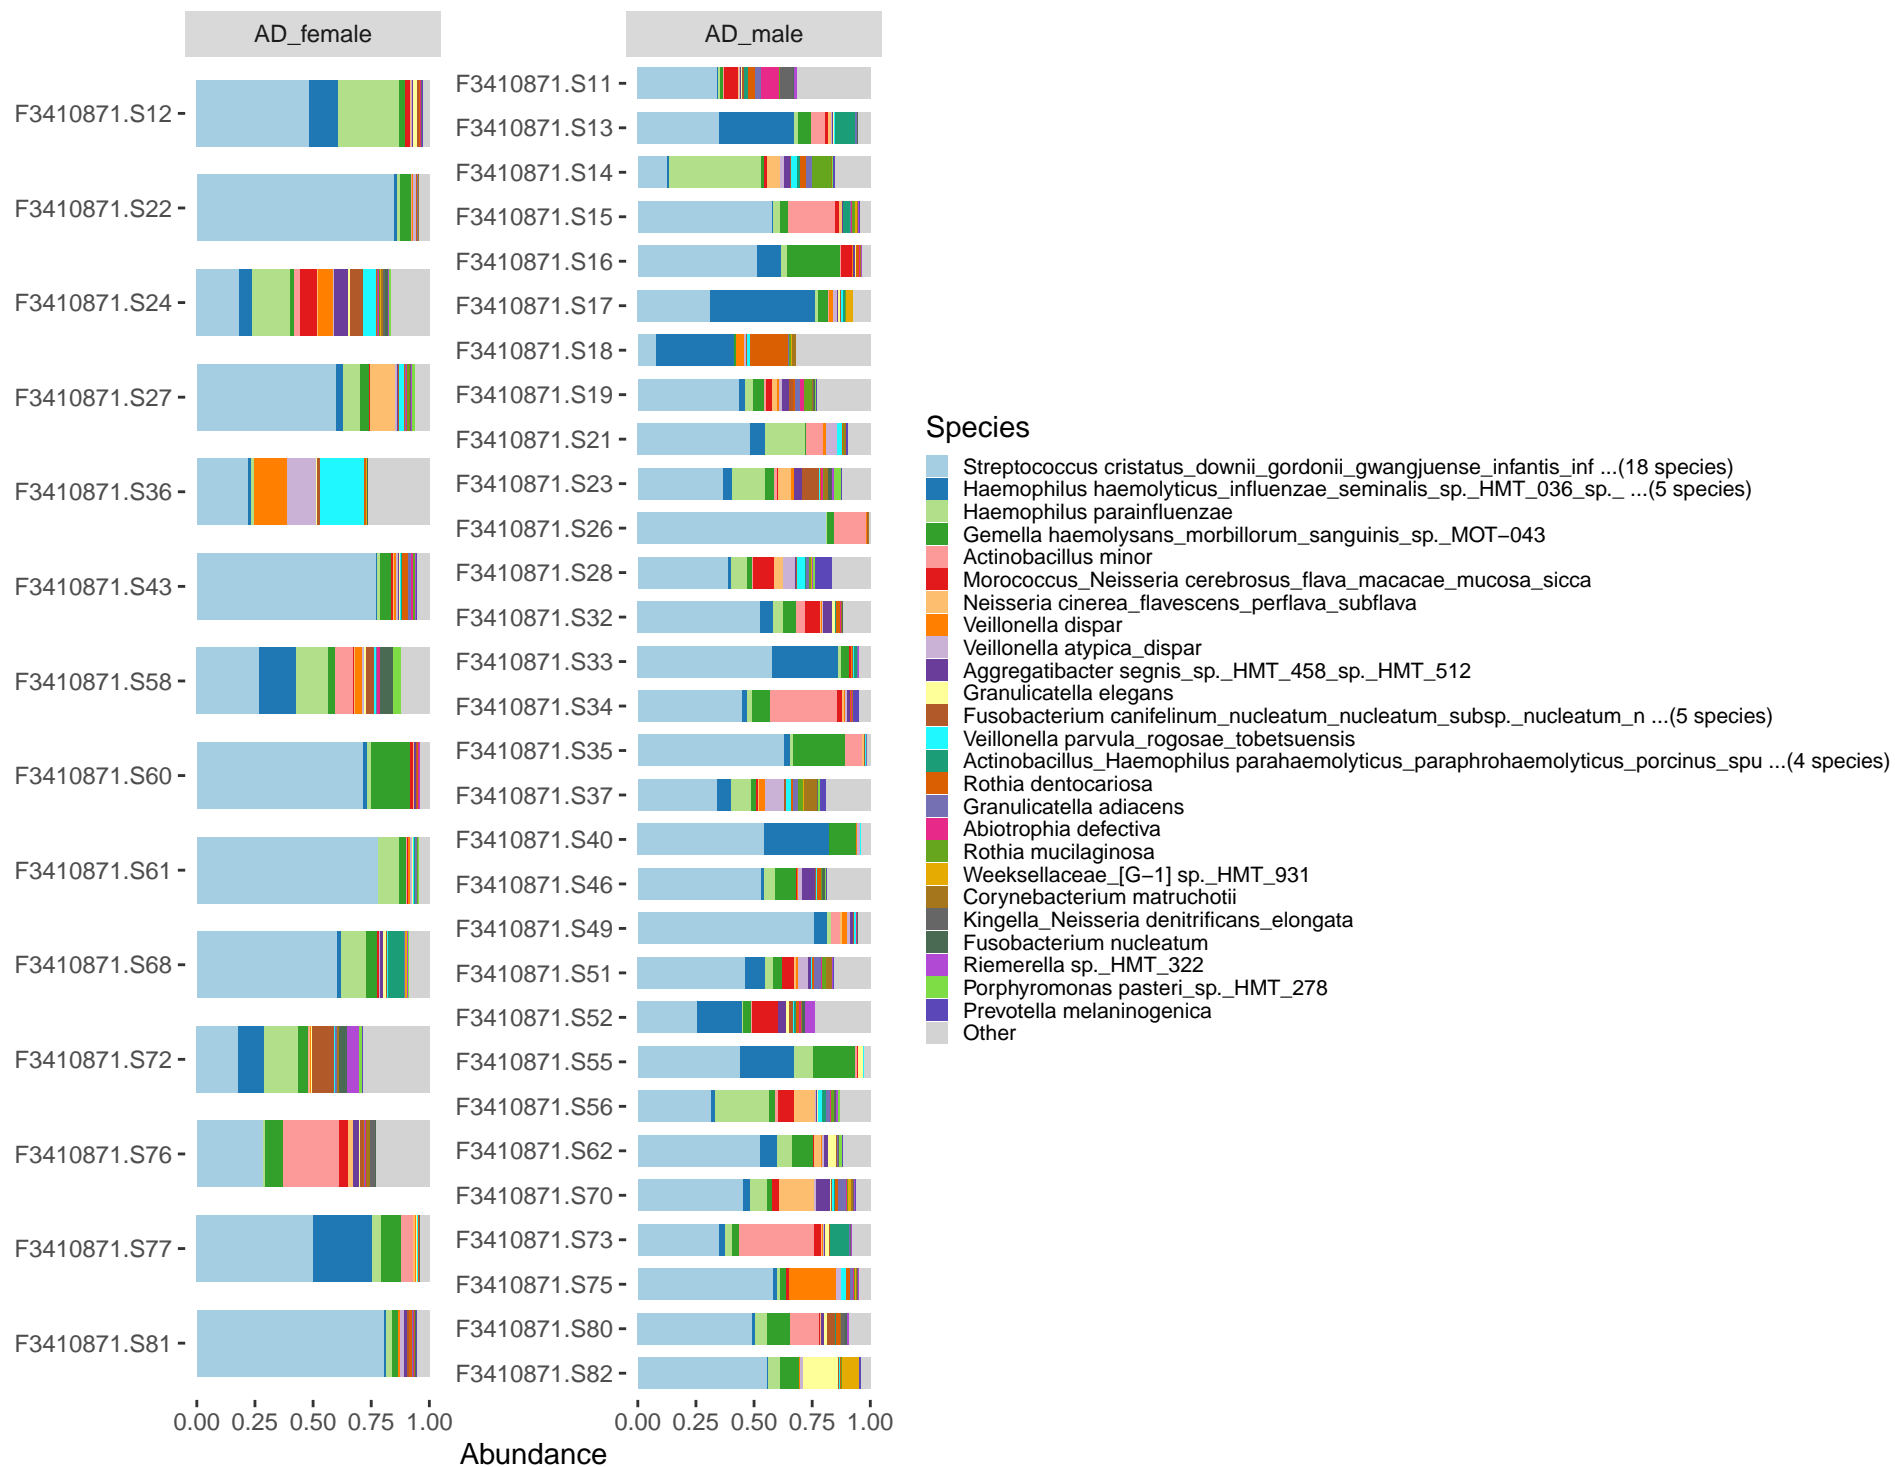 AD_female
F3410871.S12
F3410871.S22
F3410871.S24
F3410871.S27
F3410871.S36
F3410871.S43
F3410871.S58
F3410871.S60
F3410871.S61
F3410871.S68
F3410871.S72
F3410871.S76
F3410871.S77
F3410871.S81
0.00 0.25 0.50 0.75 1.00
AD_male
F3410871.S11
F3410871.S13
F3410871.S14
F3410871.S15
F3410871.S16
F3410871.S17
F3410871.S18
F3410871.S19
F3410871.S21
F3410871.S23
F3410871.S26
F3410871.S28
F3410871.S32
F3410871.S33
F3410871.S34
F3410871.S35
F3410871.S37
F3410871.S40
F3410871.S46
F3410871.S49
F3410871.S51
F3410871.S52
F3410871.S55
F3410871.S56
F3410871.S62
F3410871.S70
F3410871.S73
F3410871.S75
F3410871.S80
F3410871.S82
0.00 0.25 0.50 0.75 1.00
Abundance
Species
Streptococcus cristatus_downii_gordonii_gwangjuense_infantis_inf ...(18 species)
Haemophilus haemolyticus_influenzae_seminalis_sp._HMT_036_sp._ ...(5 species)
Haemophilus parainfluenzae
Gemella haemolysans_morbillorum_sanguinis_sp._MOT−043
Actinobacillus minor
Morococcus_Neisseria cerebrosus_flava_macacae_mucosa_sicca
Neisseria cinerea_flavescens_perflava_subflava
Veillonella dispar
Veillonella atypica_dispar
Aggregatibacter segnis_sp._HMT_458_sp._HMT_512
Granulicatella elegans
Fusobacterium canifelinum_nucleatum_nucleatum_subsp._nucleatum_n ...(5 species)
Veillonella parvula_rogosae_tobetsuensis
Actinobacillus_Haemophilus parahaemolyticus_paraphrohaemolyticus_porcinus_spu ...(4 species)
Rothia dentocariosa
Granulicatella adiacens
Abiotrophia defectiva
Rothia mucilaginosa
Weeksellaceae_[G−1] sp._HMT_931
Corynebacterium matruchotii
Kingella_Neisseria denitrificans_elongata
Fusobacterium nucleatum
Riemerella sp._HMT_322
Porphyromonas pasteri_sp._HMT_278
Prevotella melaninogenica
Other